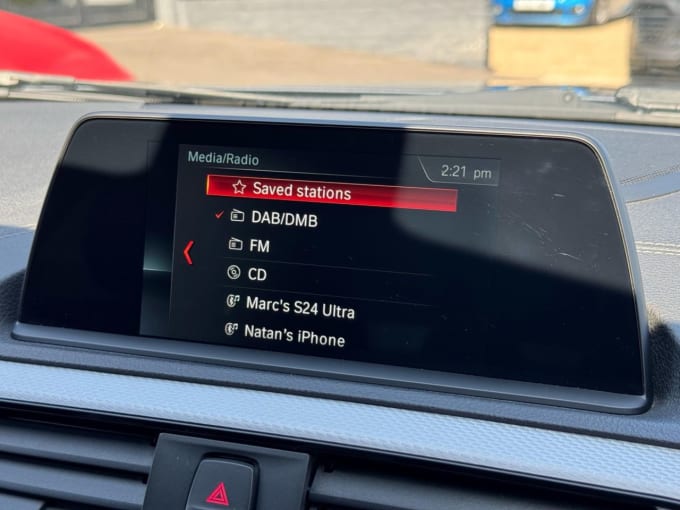 Media/Radio
2:21 pm
Saved stations
DAB/DMB
FM
CD
Marc's S24 Ultra
Natan's iPhone